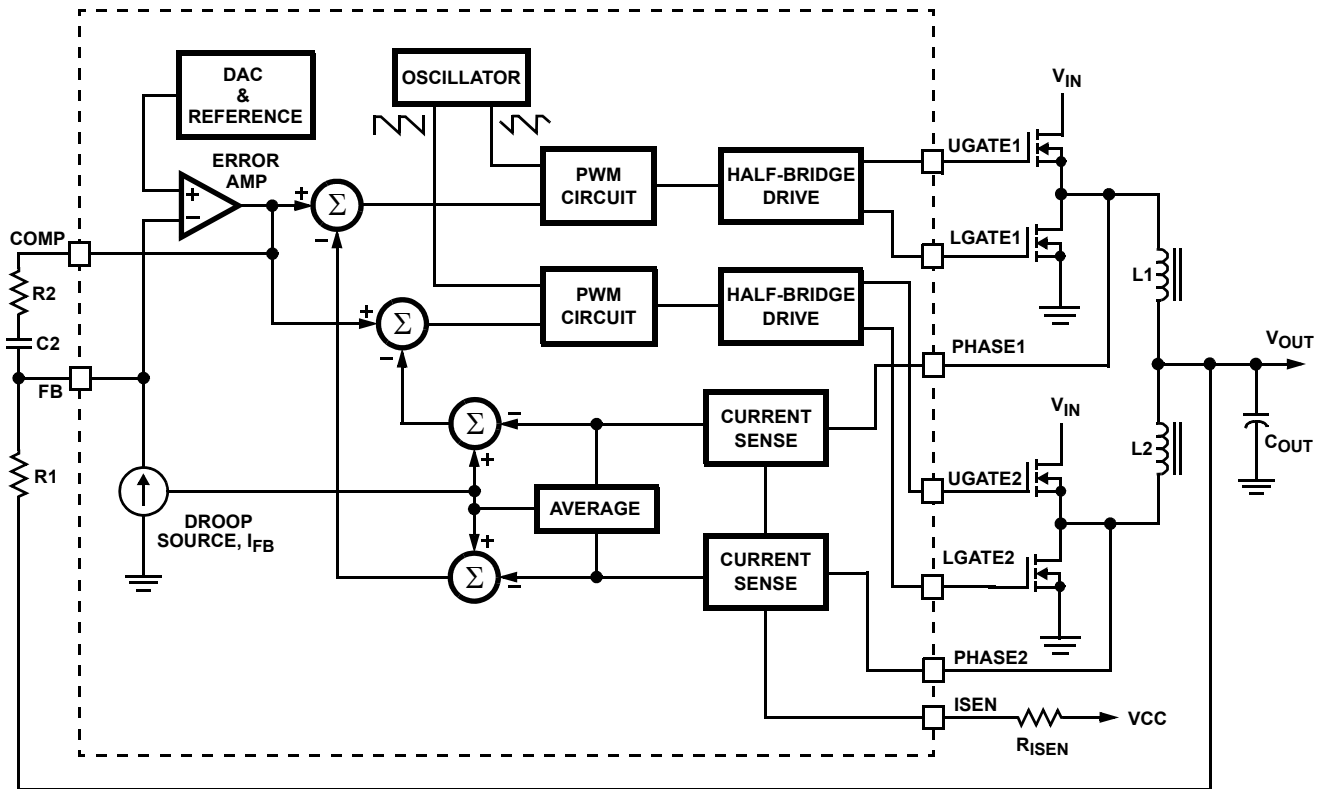 DAC
&
REFERENCE
OSCILLATOR
V_IN
ERROR
AMP
+
−
+
Σ
−
PWM
CIRCUIT
HALF-BRIDGE
DRIVE
UGATE1
LGATE1
COMP
R2
C2
FB
R1
+
Σ
−
PWM
CIRCUIT
HALF-BRIDGE
DRIVE
L1
PHASE1
V_OUT
C_OUT
V_IN
L2
Σ
−
+
CURRENT
SENSE
UGATE2
DROOP
SOURCE, I_FB
AVERAGE
+
Σ
−
CURRENT
SENSE
LGATE2
PHASE2
ISEN
R_ISEN
VCC